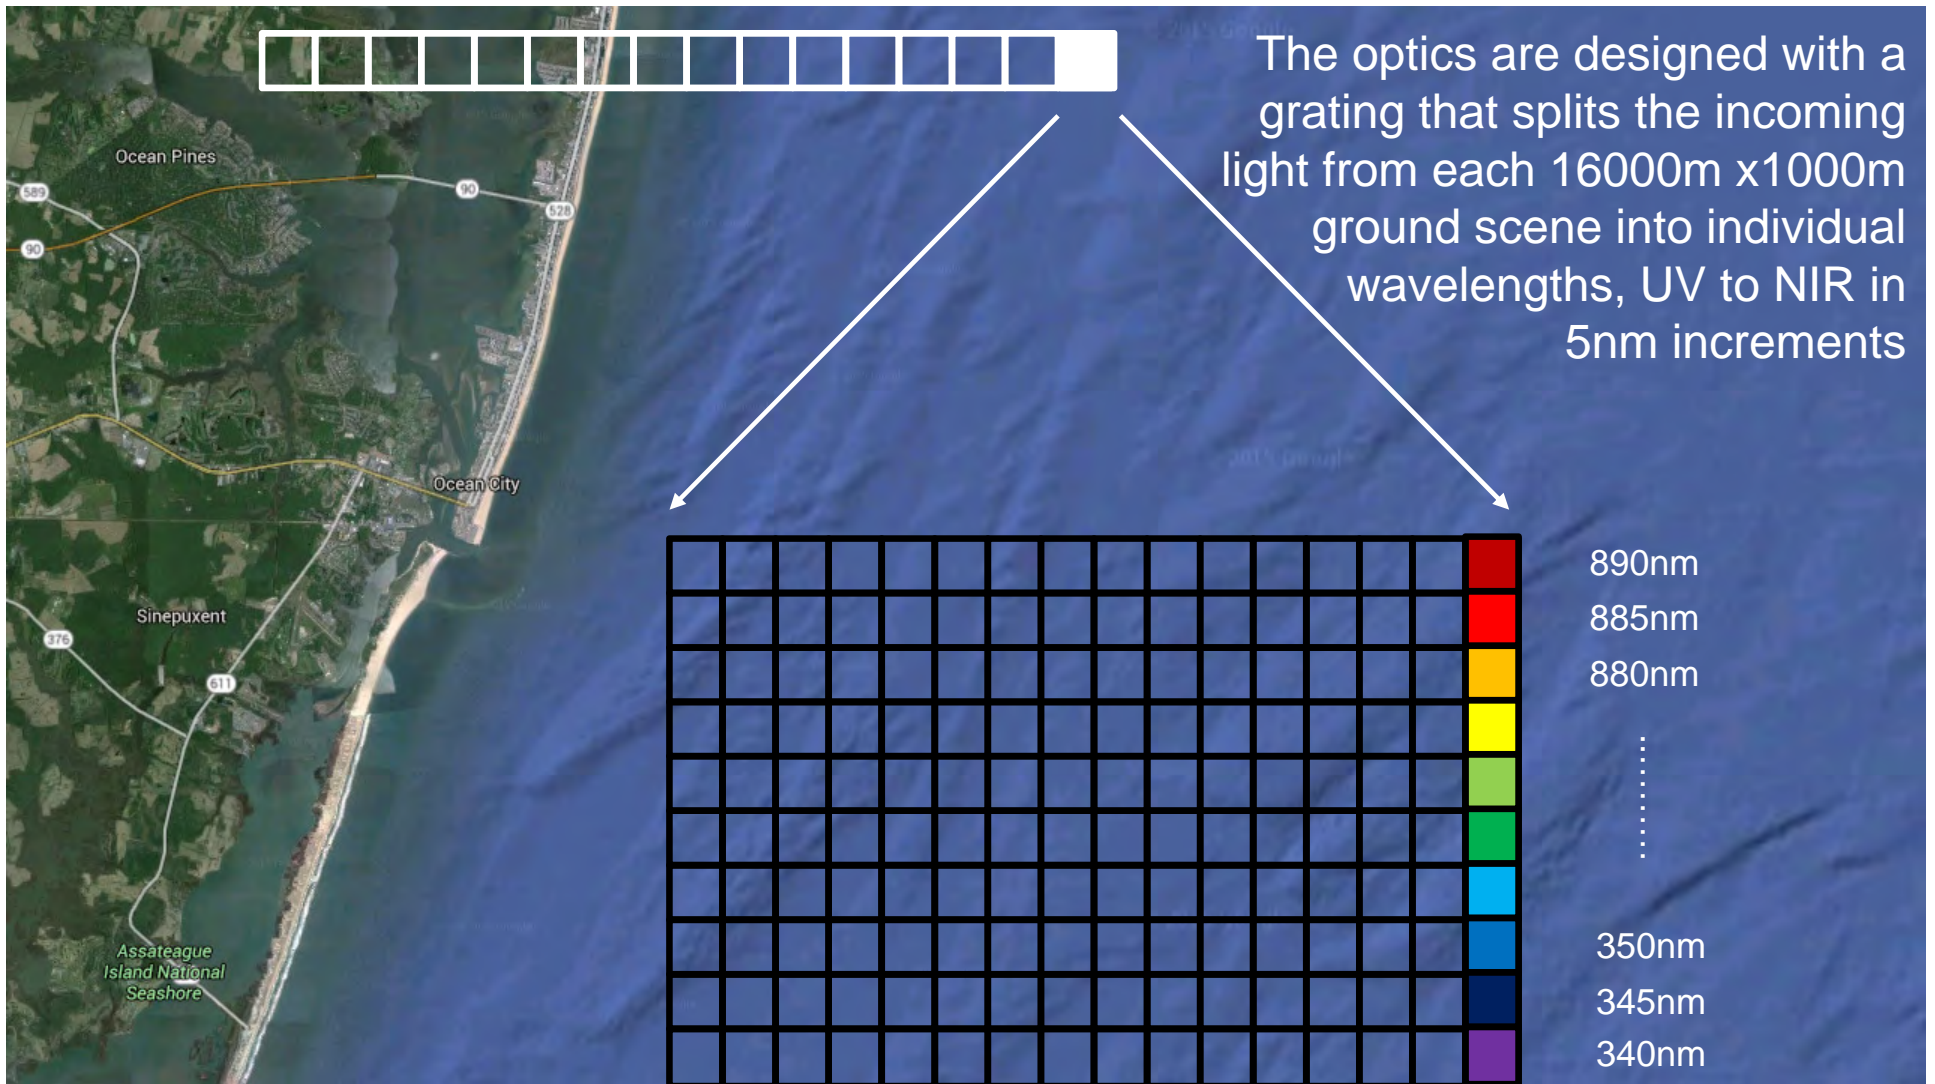 The optics are designed with a
grating that splits the incoming
light from each 16000m x1000m
ground scene into individual
wavelengths, UV to NIR in
5nm increments
Ocean Pines
589
90
528
90
Ocean City
Sinepuxent
376
611
Assateague
Island National
Seashore
890nm
885nm
880nm
350nm
345nm
340nm